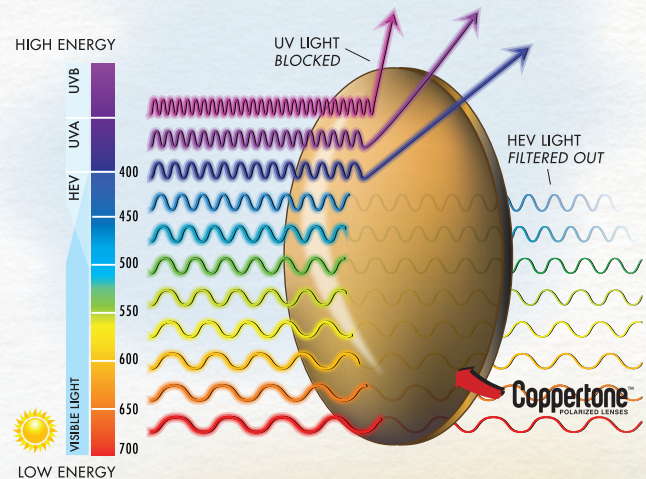 HIGH ENERGY
UV LIGHT
BLOCKED
UVB
UVA
HEV
VISIBLE LIGHT
400
450
500
550
600
650
700
HEV LIGHT
FILTERED OUT
Coppertone™
POLARIZED LENSES
LOW ENERGY